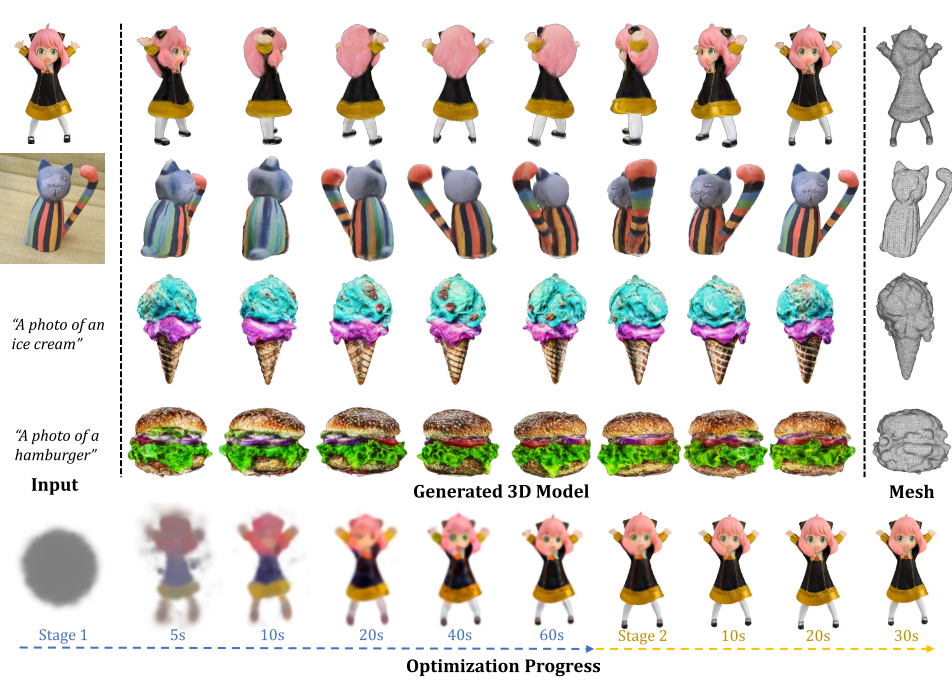 “A photo of an
ice cream”
“A photo of a
hamburger”
Input
Generated 3D Model
Mesh
Stage 1
5s
10s
20s
40s
60s
Stage 2
10s
20s
30s
Optimization Progress